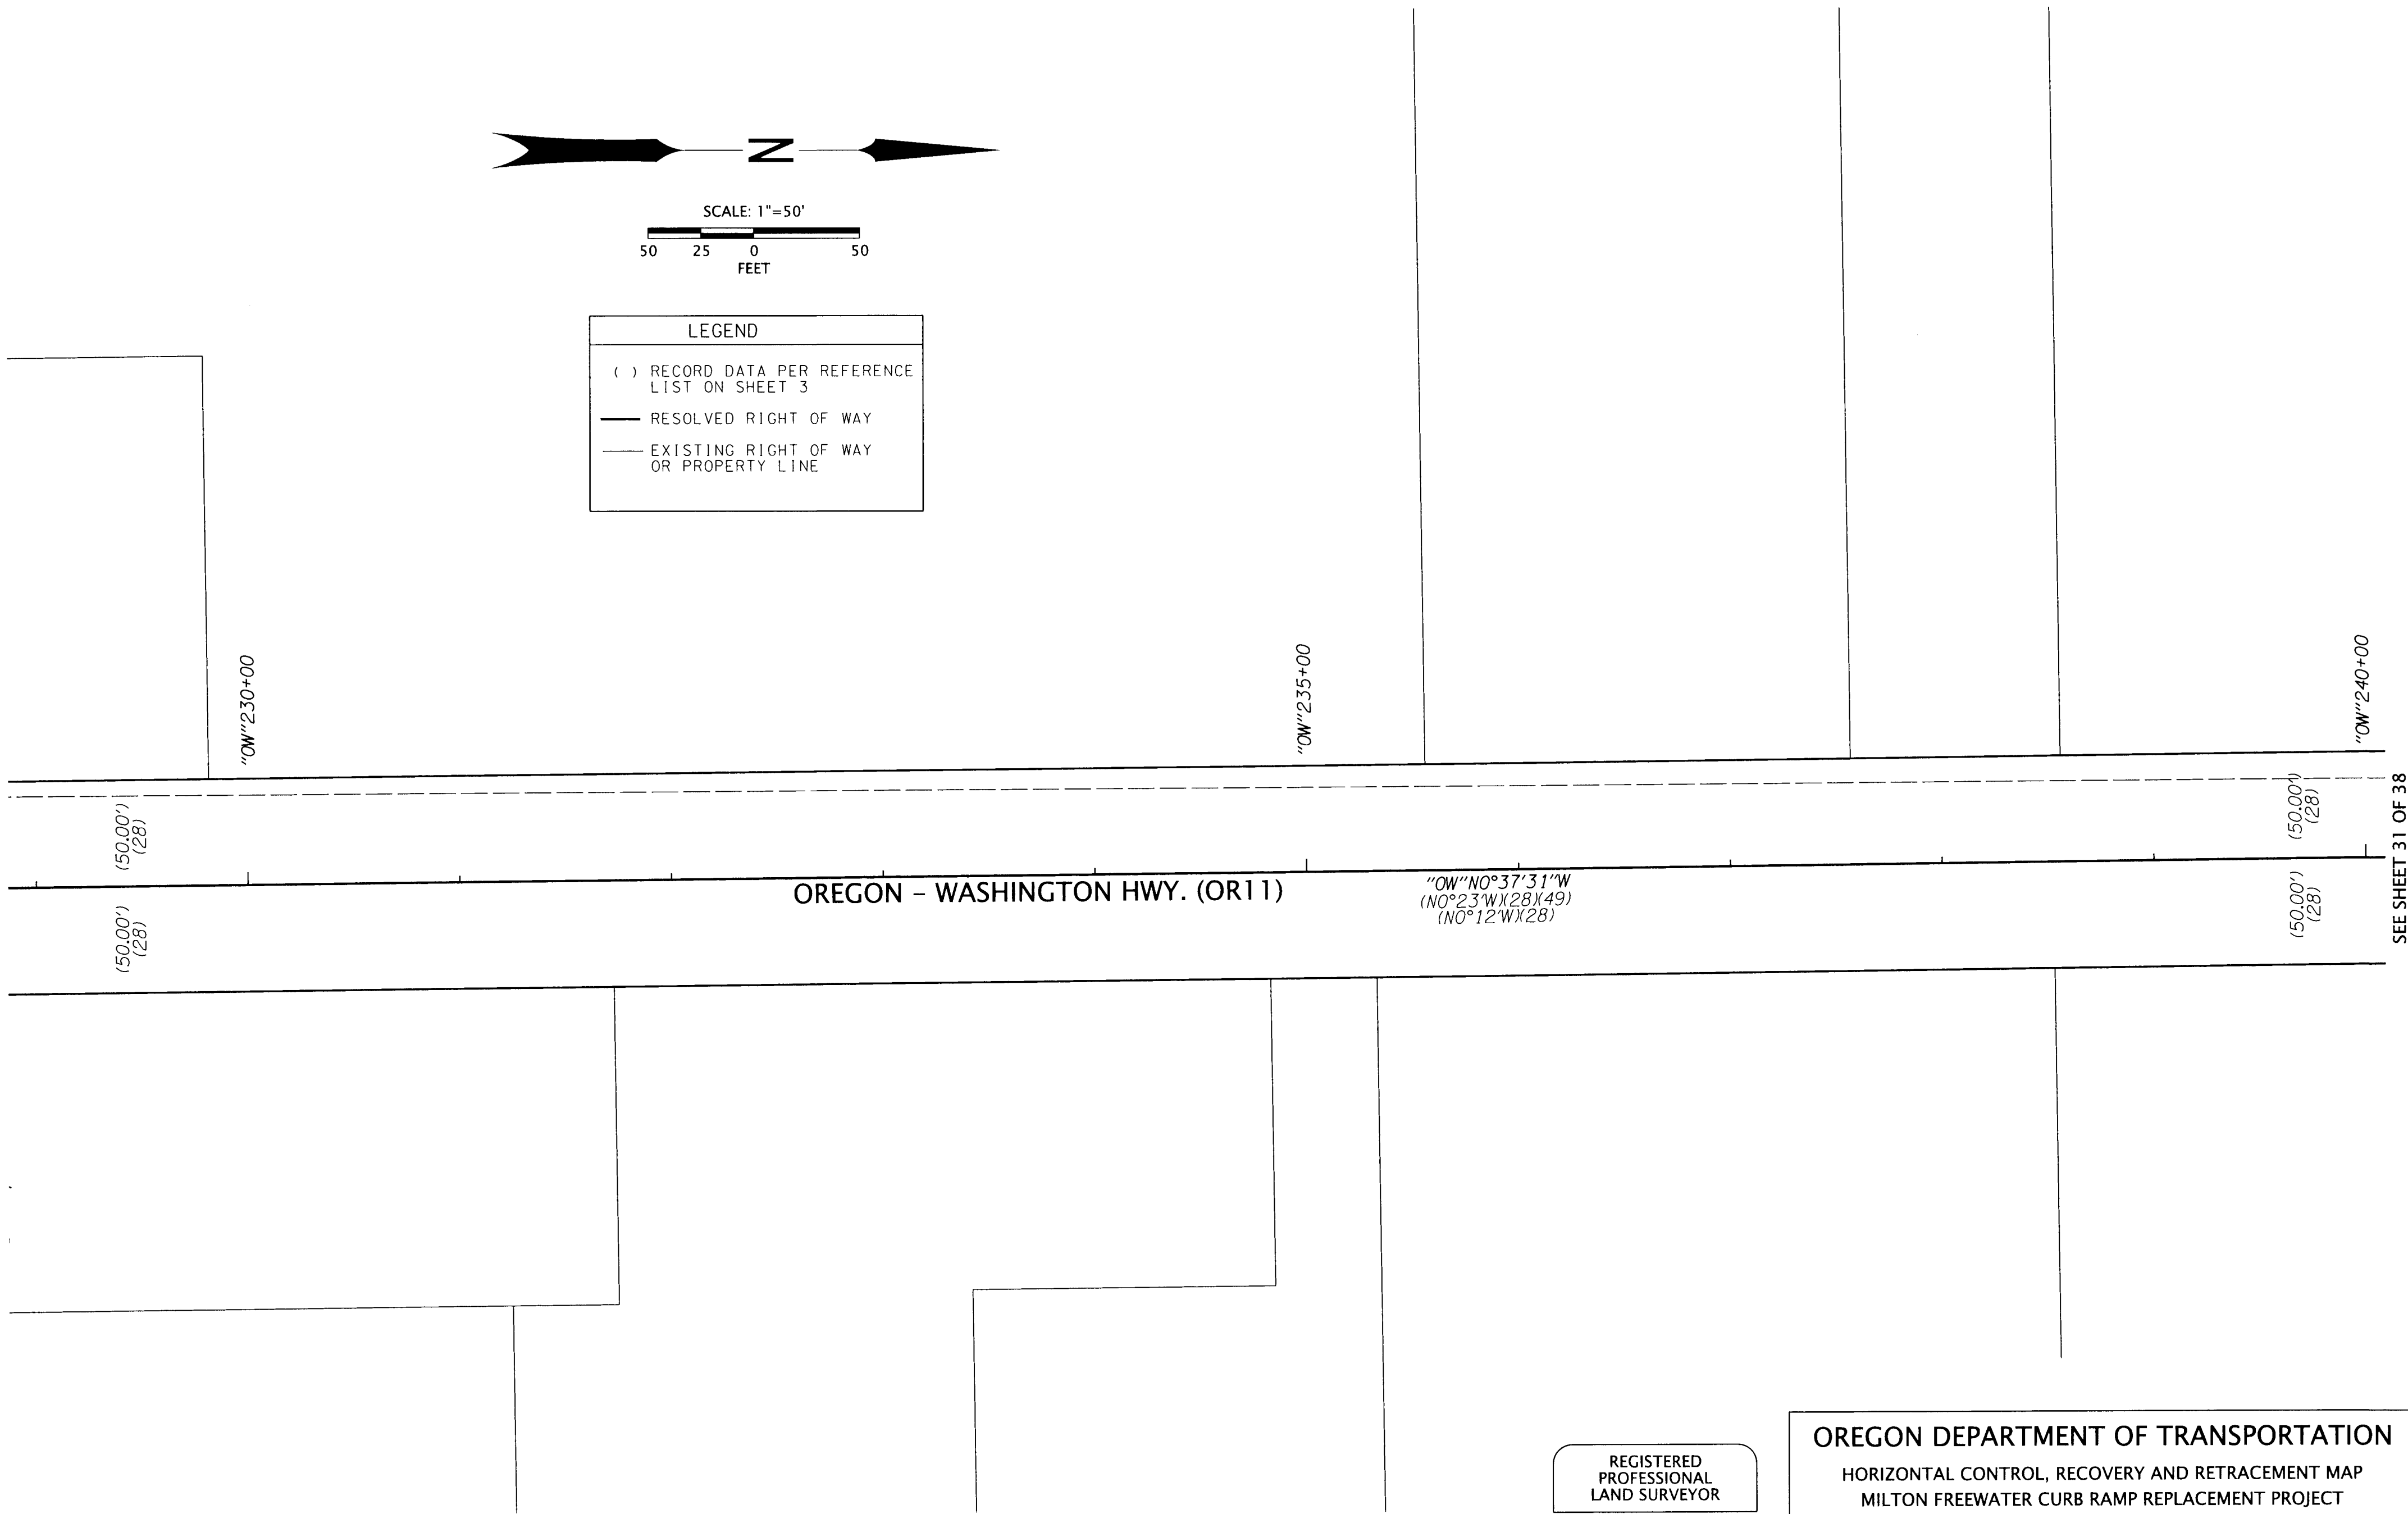 N
SCALE: 1"=50'
50 25 0 50
FEET
LEGEND
( ) RECORD DATA PER REFERENCE
LIST ON SHEET 3
RESOLVED RIGHT OF WAY
EXISTING RIGHT OF WAY
OR PROPERTY LINE
"OW"230+00
"OW"235+00
"OW"240+00
(50.00')
(28)
(50.00')
(28)
SEE SHEET 31 OF 38
OREGON – WASHINGTON HWY. (OR11)
"OW"N0°37'31"W
(N0°23'W)(28)(49)
(N0°12'W)(28)
(50.00')
(28)
(50.00')
(28)
REGISTERED
PROFESSIONAL
LAND SURVEYOR
OREGON DEPARTMENT OF TRANSPORTATION
HORIZONTAL CONTROL, RECOVERY AND RETRACEMENT MAP
MILTON FREEWATER CURB RAMP REPLACEMENT PROJECT